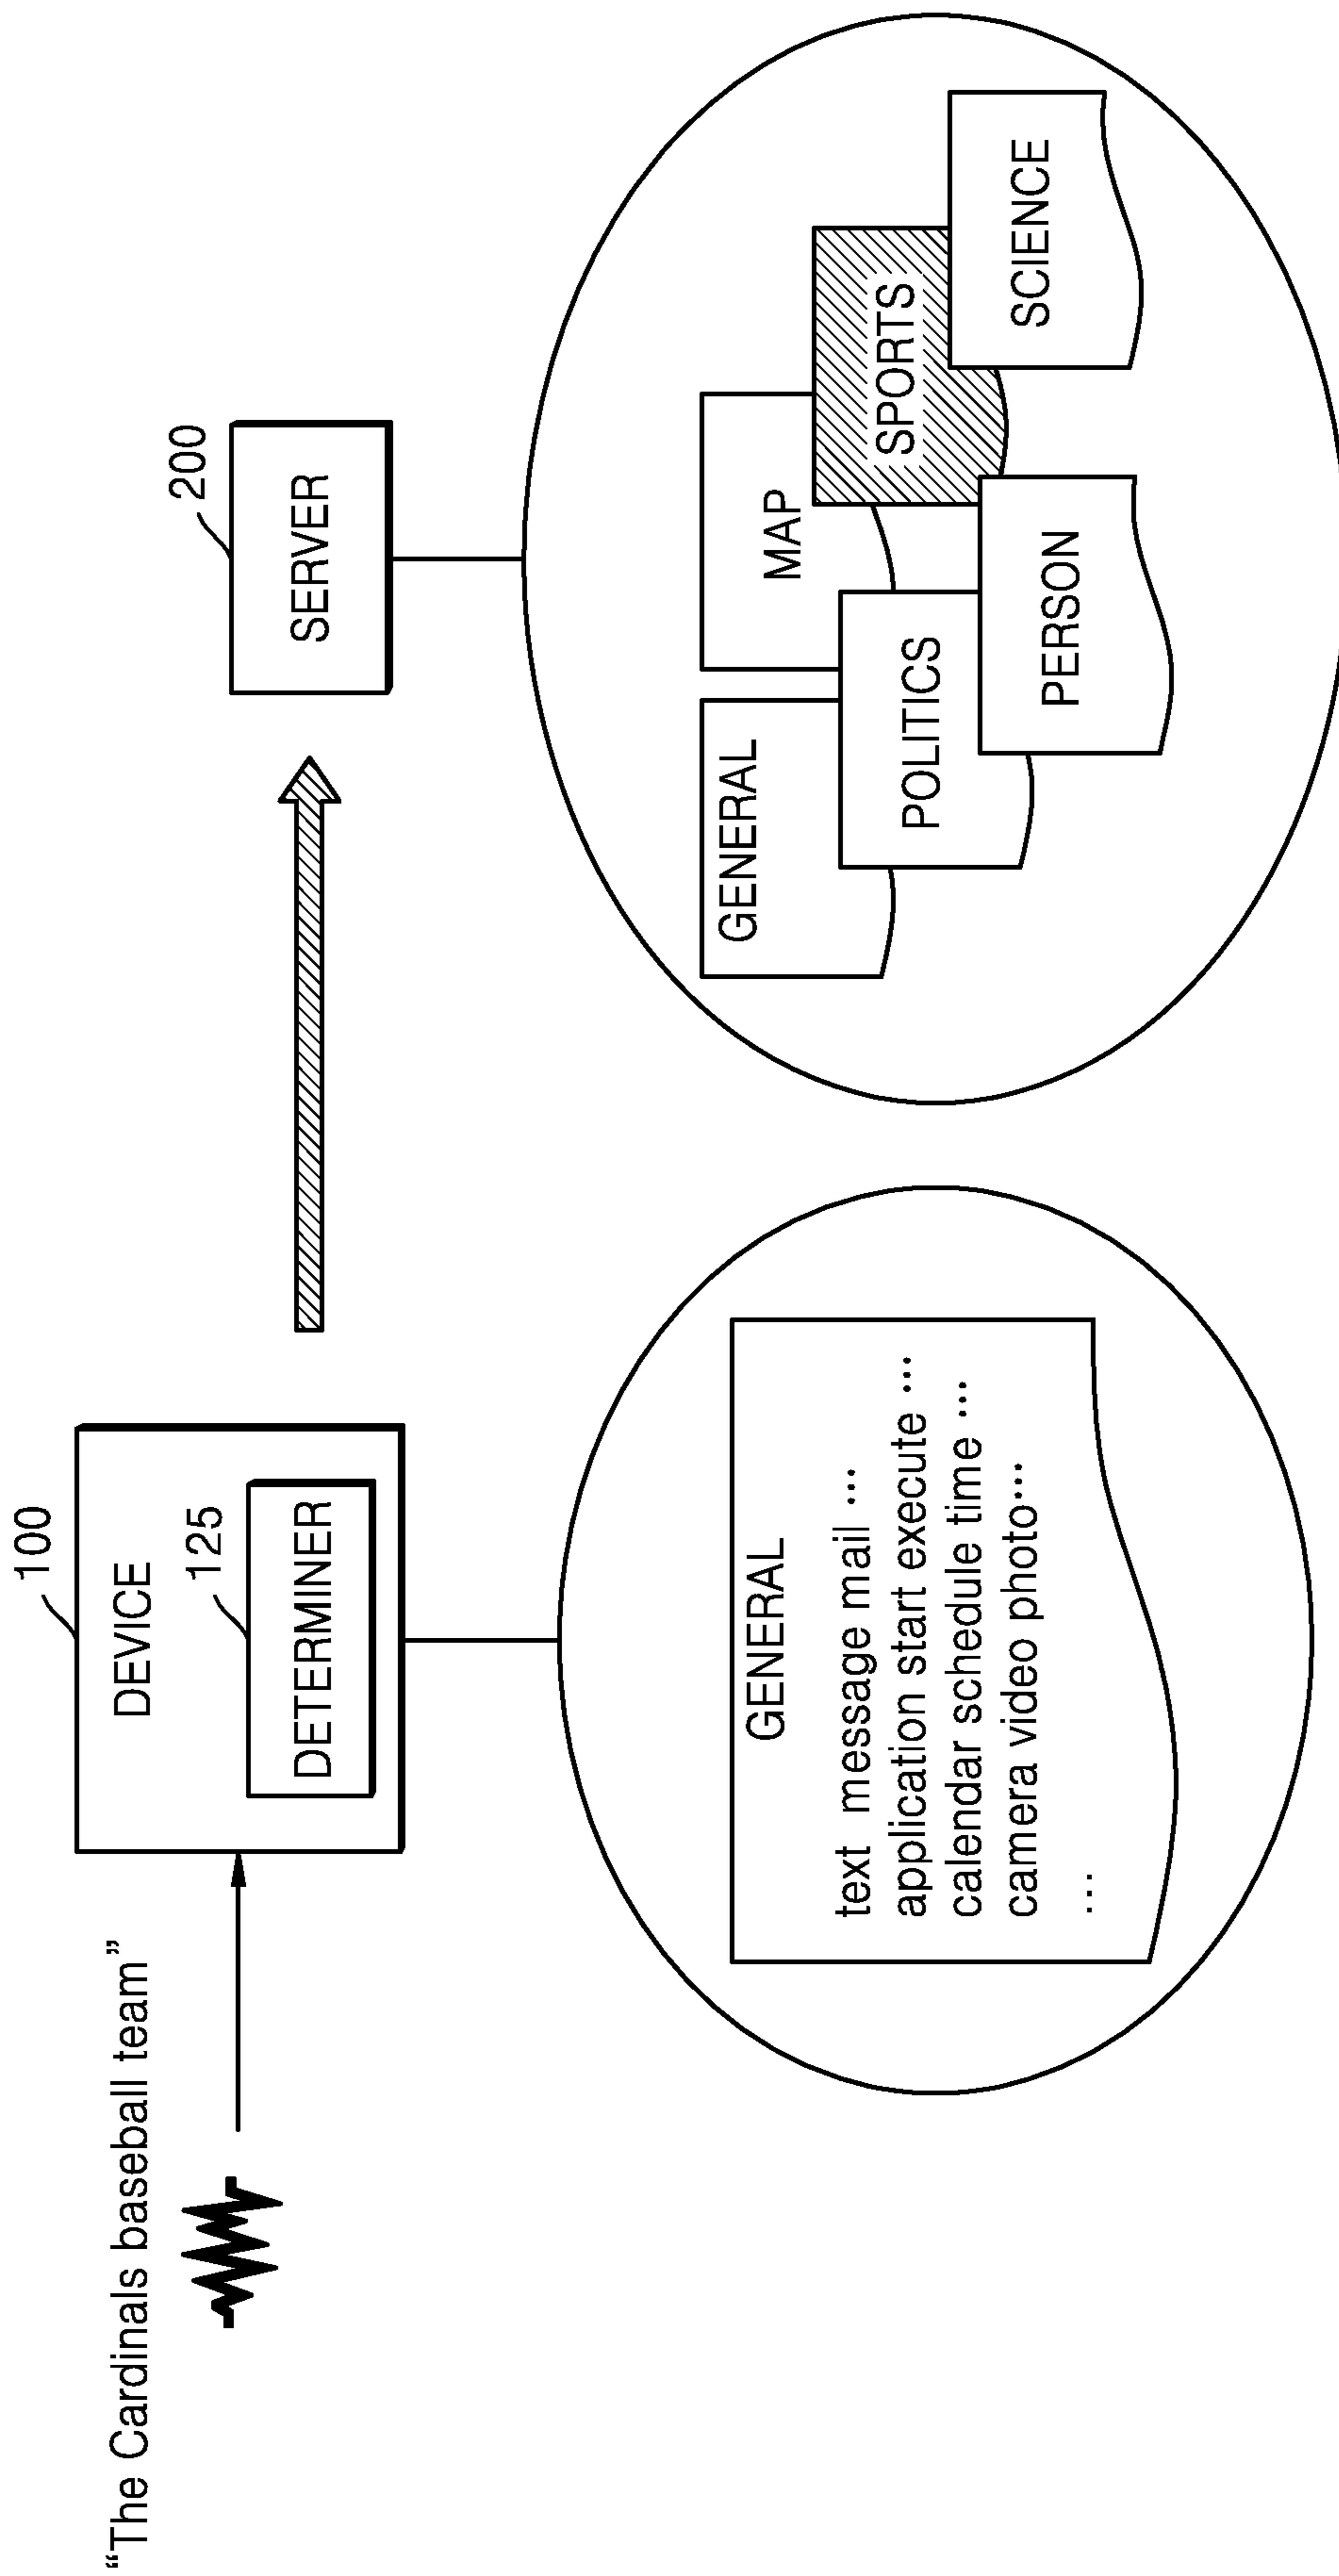 “The Cardinals baseball team”
100
DEVICE
125
DETERMINER
200
SERVER
GENERAL
text message mail ...
application start execute ...
calendar schedule time ...
camera video photo...
...
GENERAL
MAP
POLITICS
SPORTS
PERSON
SCIENCE